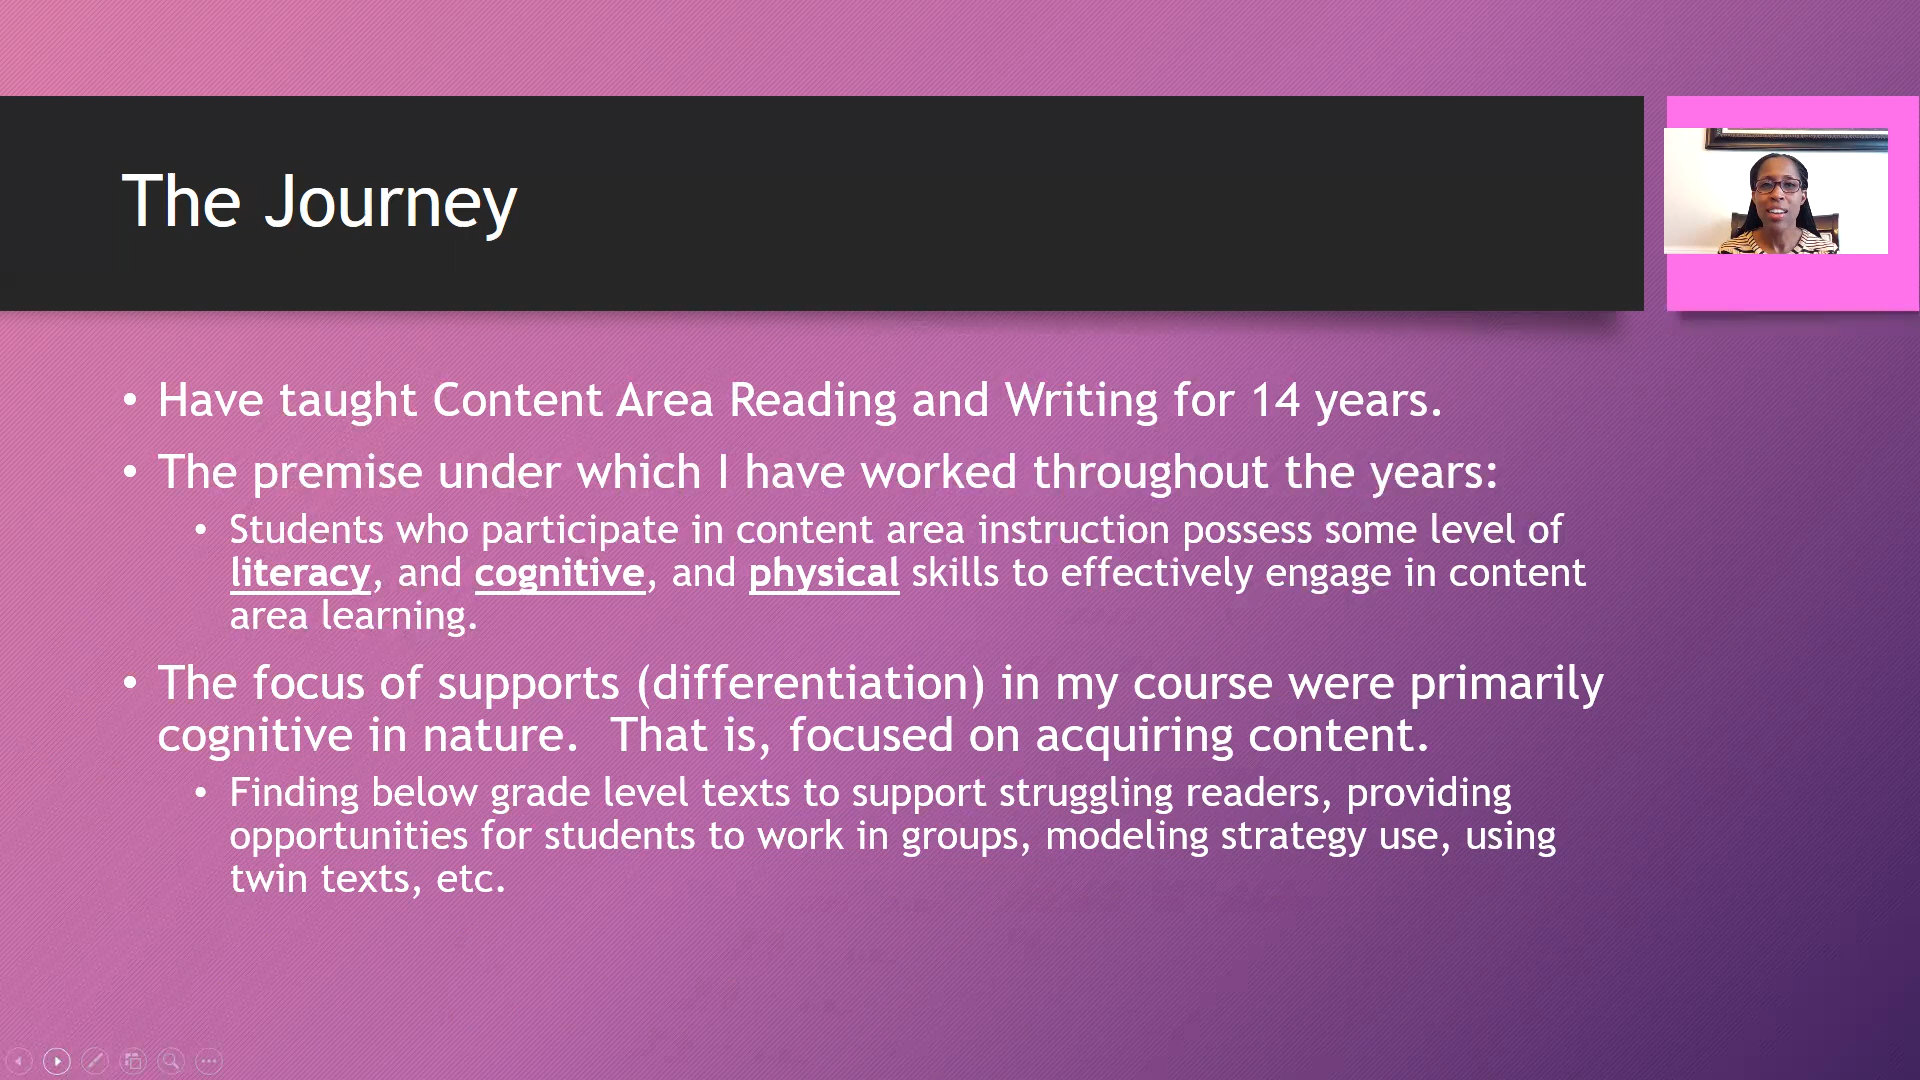 The Journey
• Have taught Content Area Reading and Writing for 14 years.
• The premise under which I have worked throughout the years:
• Students who participate in content area instruction possess some level of
literacy, and cognitive, and physical skills to effectively engage in content
area learning.
• The focus of supports (differentiation) in my course were primarily
cognitive in nature.  That is, focused on acquiring content.
• Finding below grade level texts to support struggling readers, providing
opportunities for students to work in groups, modeling strategy use, using
twin texts, etc.